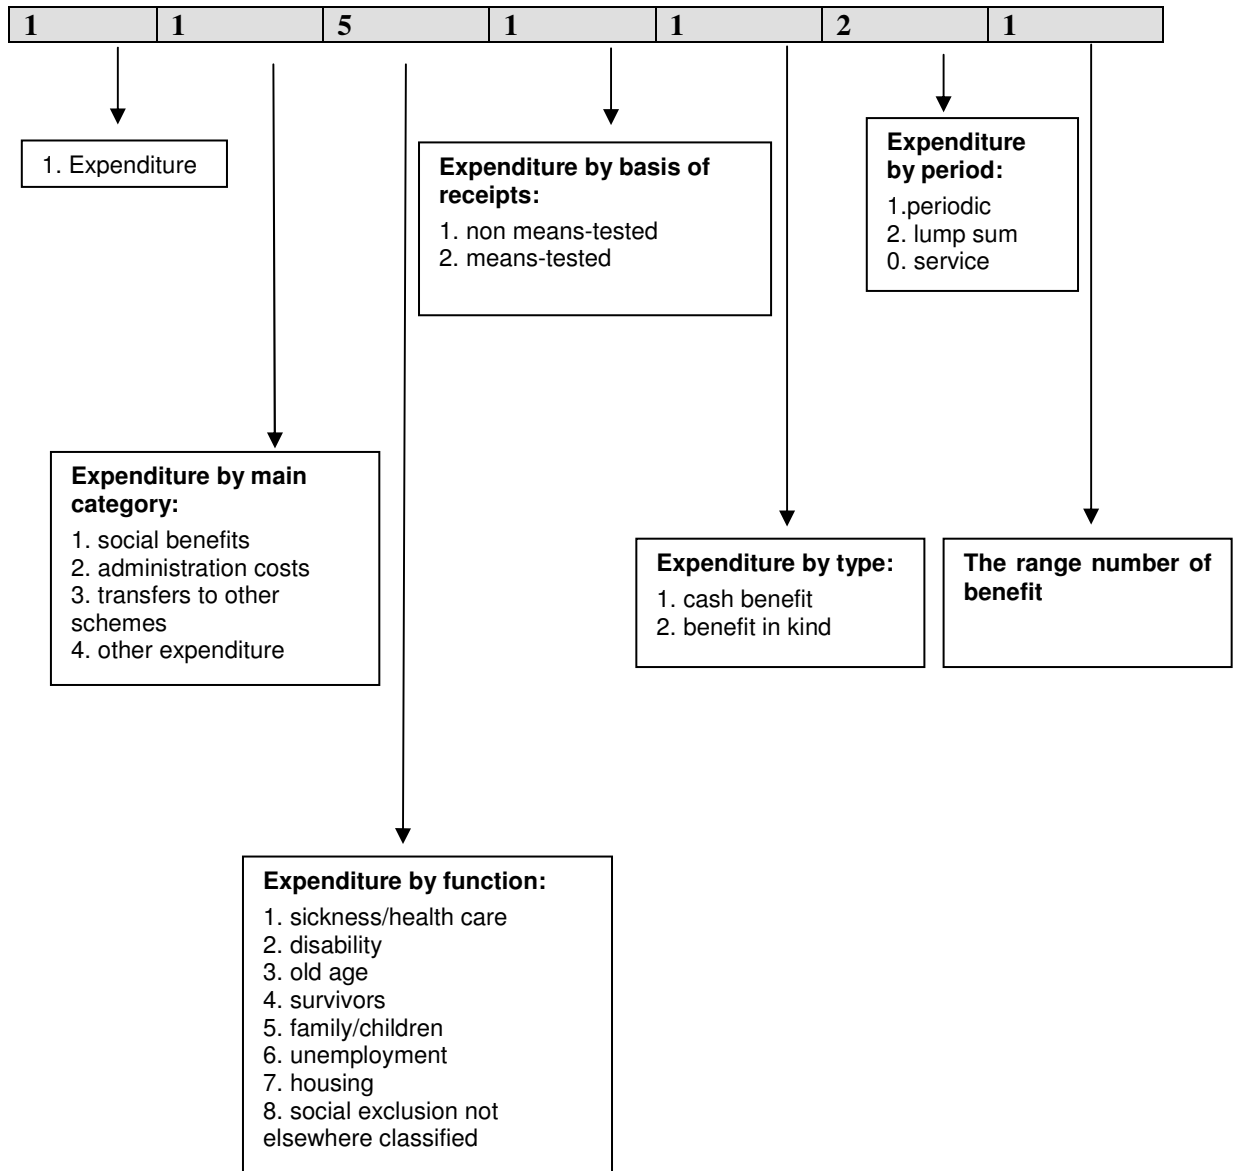 1 1 5 1 1 2 1
1. Expenditure
Expenditure by basis of
receipts:
1. non means-tested
2. means-tested
Expenditure
by period:
1.periodic
2. lump sum
0. service
Expenditure by main
category:
1. social benefits
2. administration costs
3. transfers to other
schemes
4. other expenditure
Expenditure by type:
1. cash benefit
2. benefit in kind
The range number of
benefit
Expenditure by function:
1. sickness/health care
2. disability
3. old age
4. survivors
5. family/children
6. unemployment
7. housing
8. social exclusion not
elsewhere classified